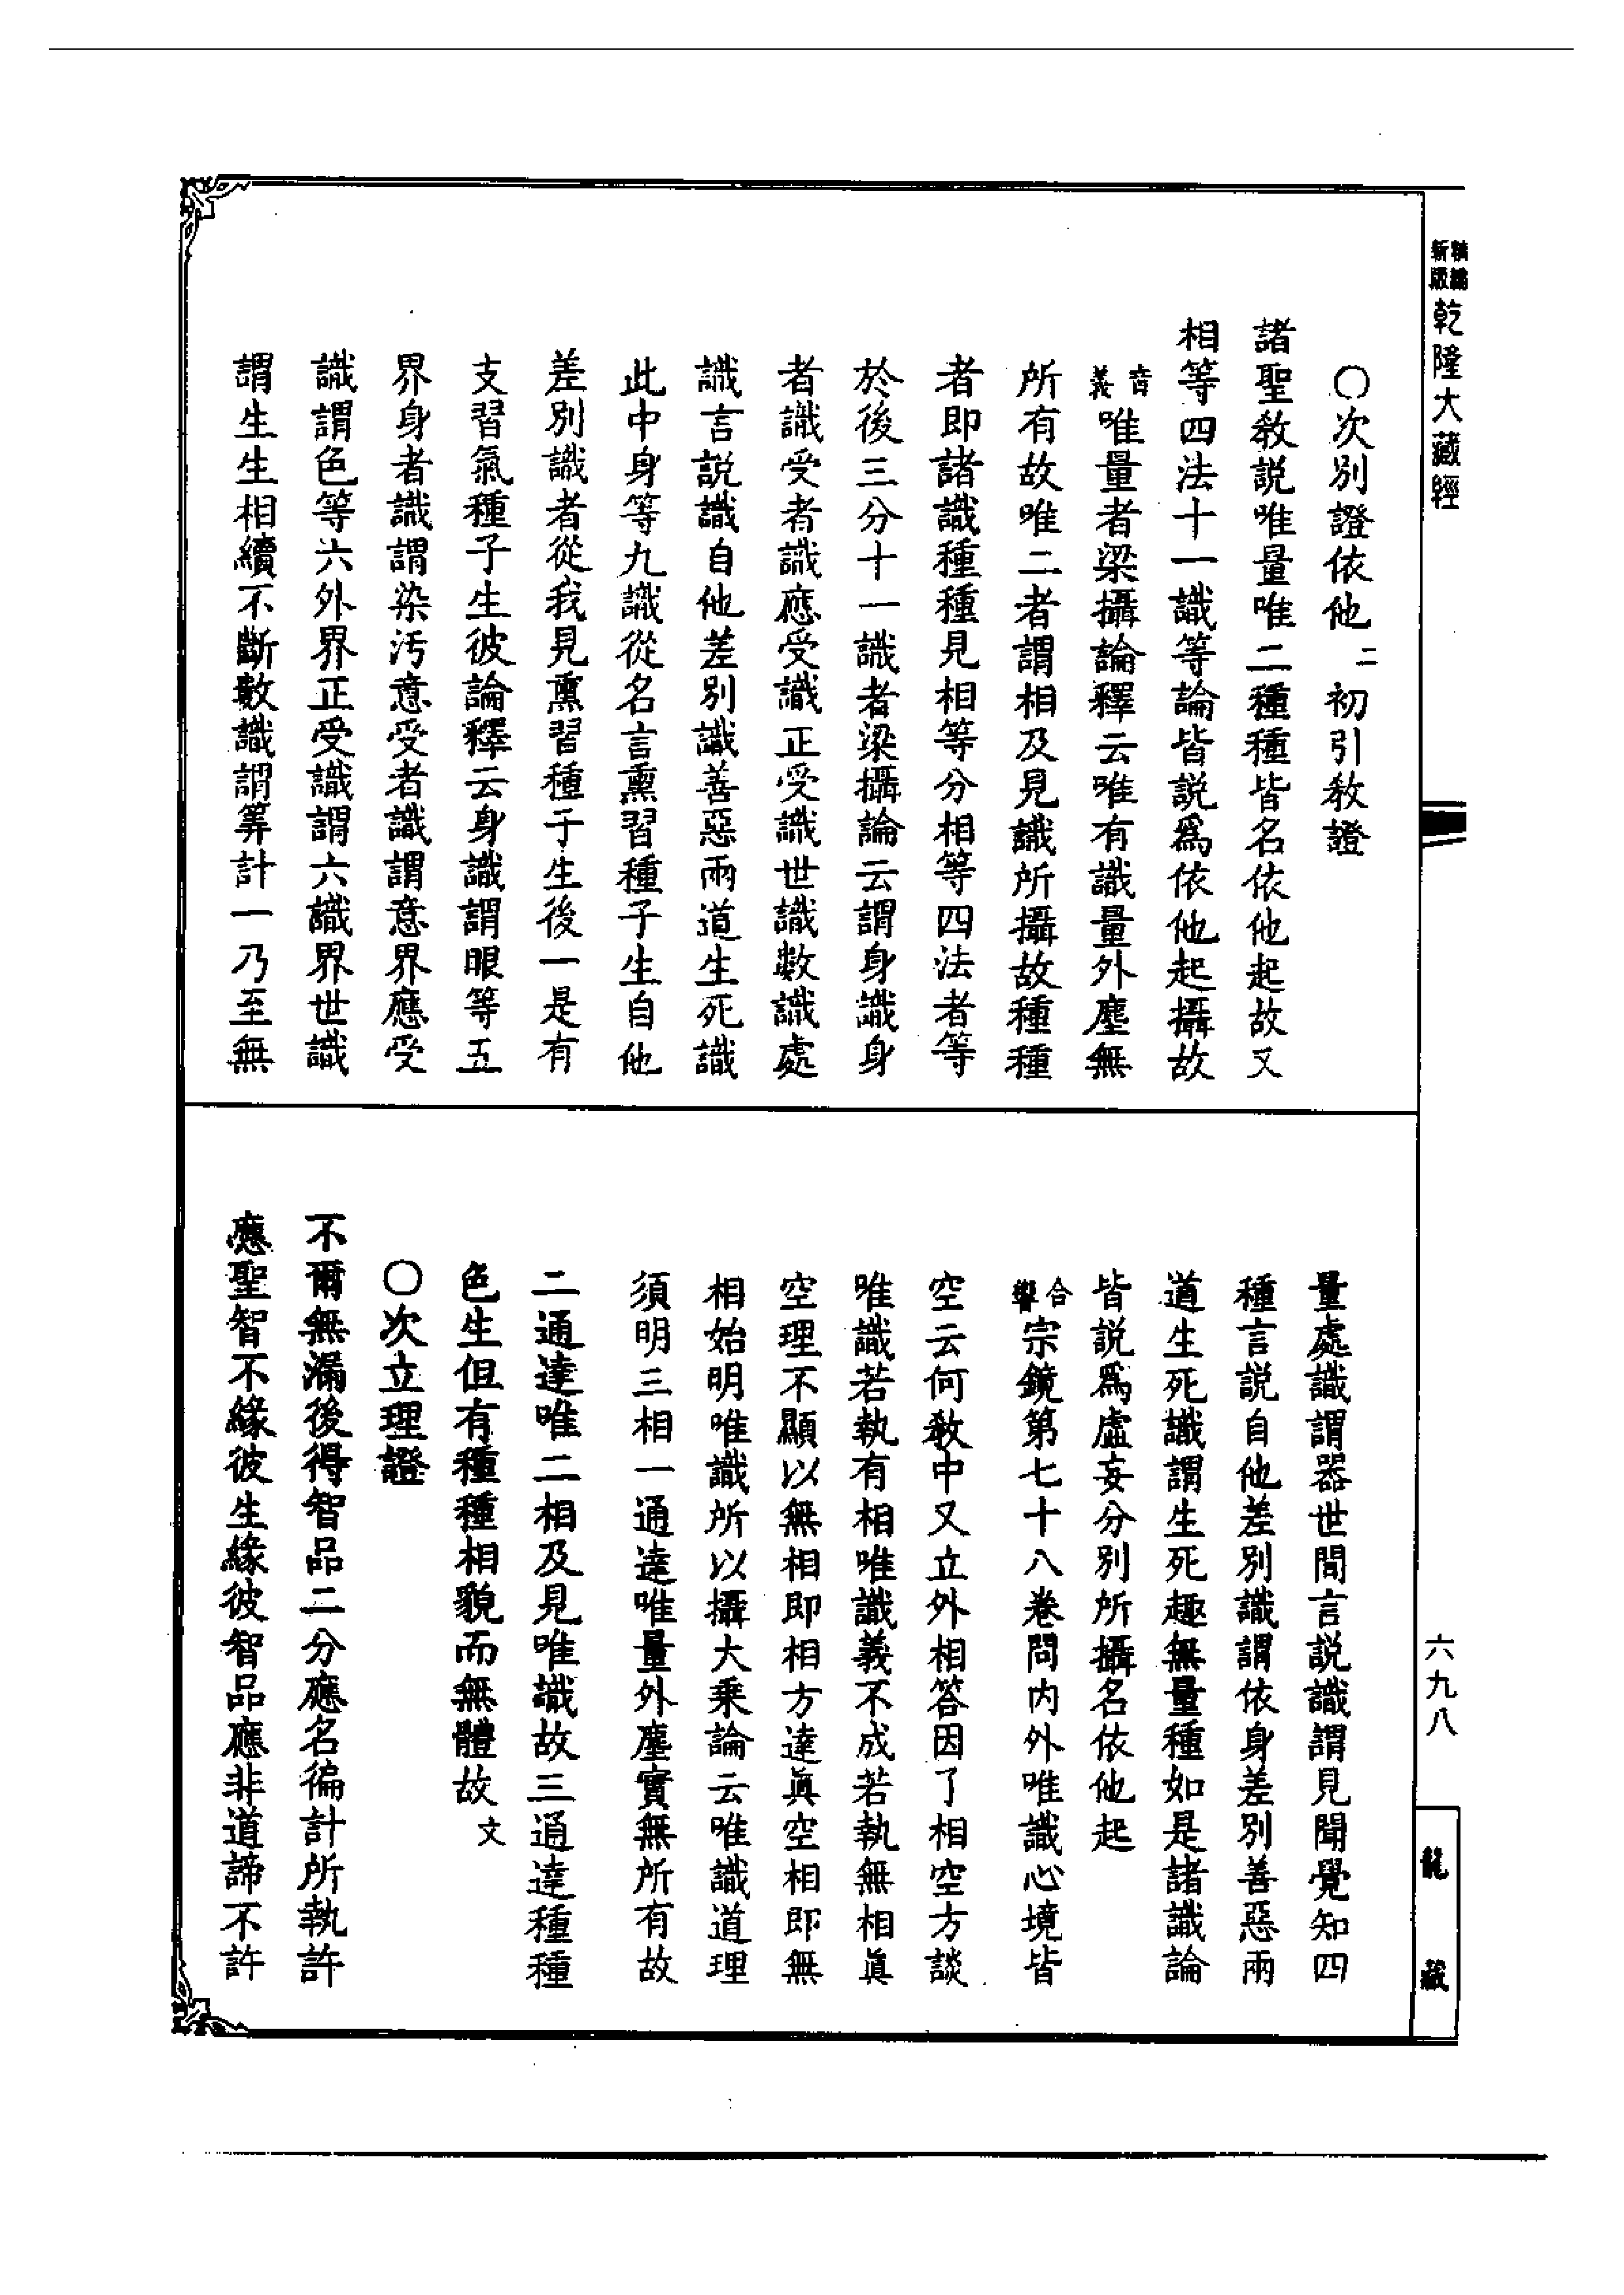 精編新版乾隆大藏經
六九八
龍藏
○次別證依他二初引教證
諸聖教説唯量唯二種種皆名依他起故又
相等四法十一識等論皆説爲依他起攝故
音義唯量者梁攝論釋云唯有識量外塵無
所有故唯二者謂相及見識所攝故種種
者即諸識種種見相等分相等四法者等
於後三分十一識者梁攝論云謂身識身
者識受者識應受識正受識世識數識處
識言説識自他差別識善惡兩道生死識
此中身等九識從名言熏習種子生自他
差別識者從我見熏習種子生後一是有
支習氣種子生彼論釋云身識謂眼等五
界身者識謂染汚意受者識謂意界應受
識謂色等六外界正受識謂六識界世識
謂生生相續不斷數識謂筭計一乃至無
量處識謂器世間言説識謂見聞覺知四
種言説自他差別識謂依身差別善惡兩
道生死識謂生死趣無量種如是諸識論
皆説爲虛妄分別所攝名依他起
合響宗鏡第七十八卷問内外唯識心境皆
空云何教中又立外相答因了相空方談
唯識若執有相唯識義不成若執無相眞
空理不顯以無相即相方達眞空相即無
相始明唯識所以攝大乘論云唯識道理
須明三相一通達唯量外塵實無所有故
二通達唯二相及見唯識故三通達種種
色生但有種種相貌而無體故文
○次立理證
不爾無漏後得智品二分應名徧計所執許
應聖智不緣彼生緣彼智品應非道諦不許